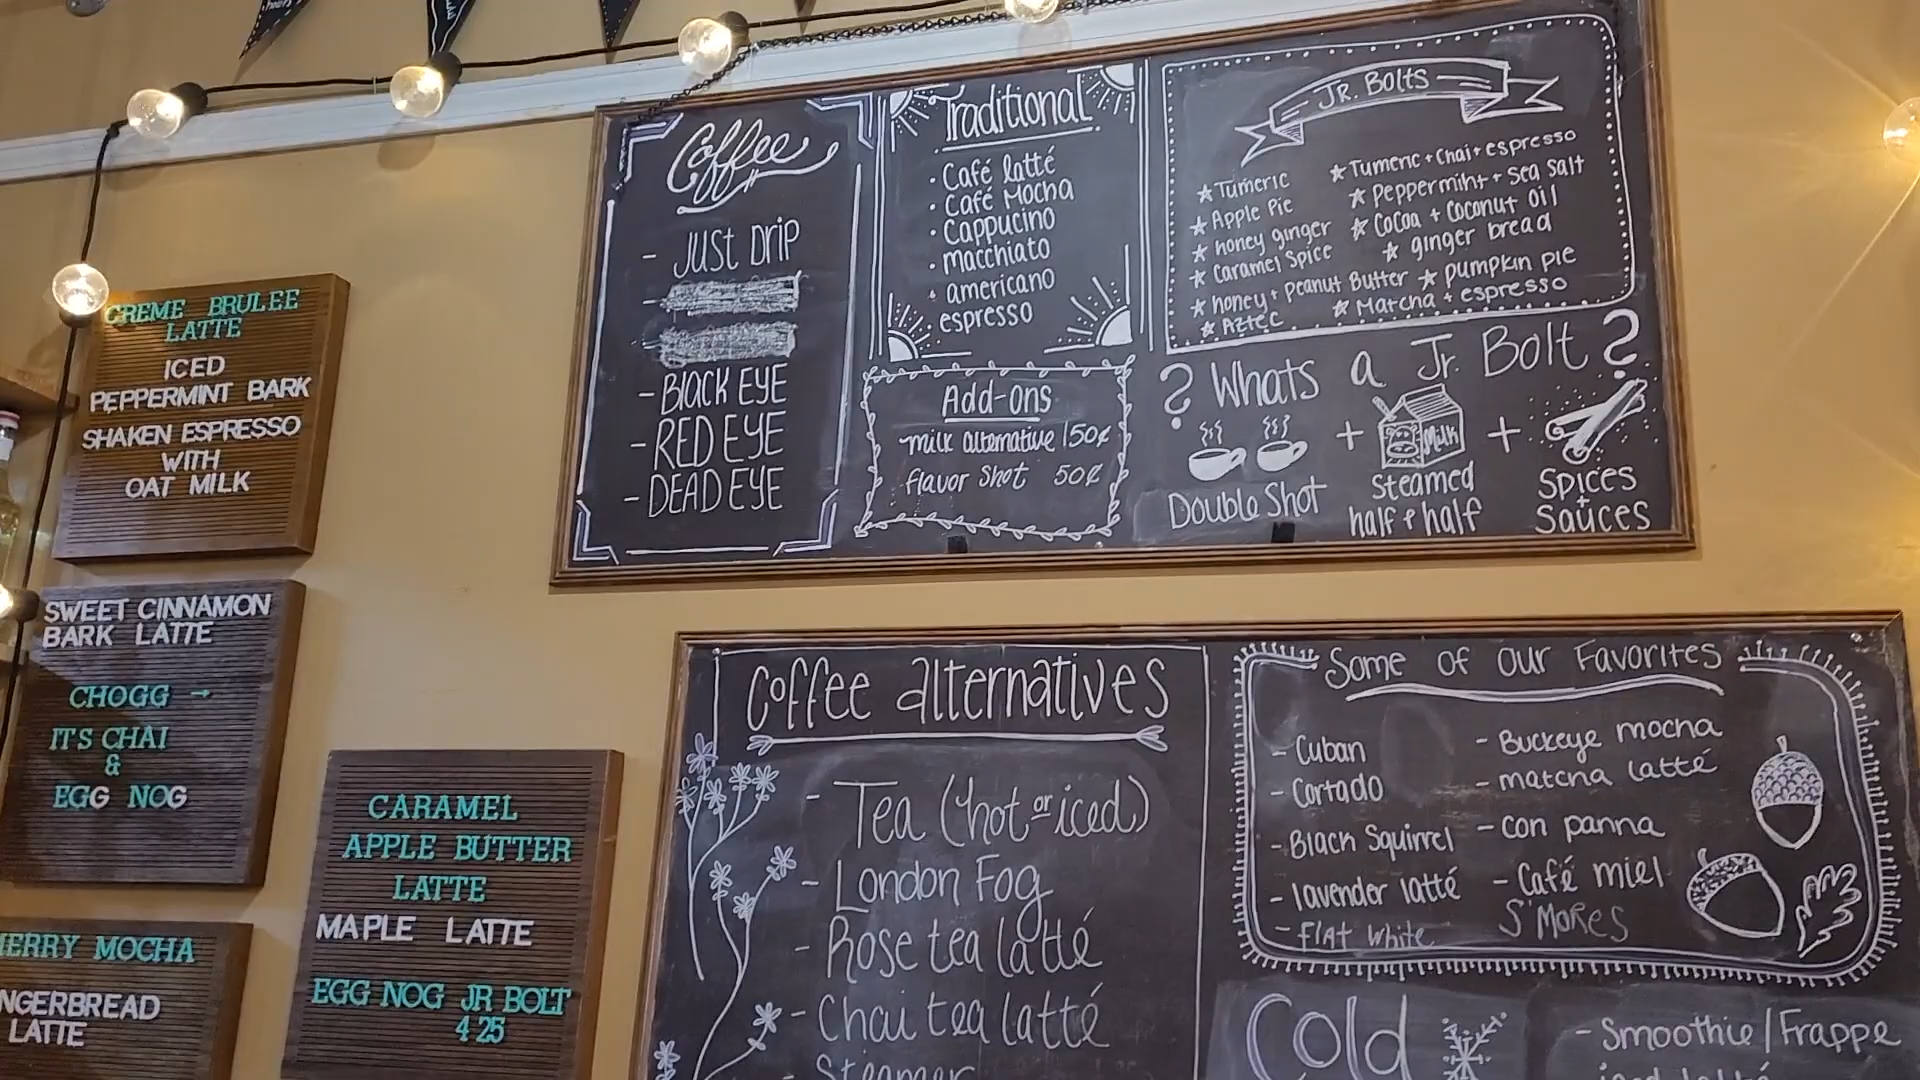 CREME BRULEE
LATTE
ICED
PEPPERMINT BARK
SHAKEN ESPRESSO
WITH
OAT MILK
SWEET CINNAMON
BARK LATTE
CHOGG →
IT'S CHAI
&
EGG NOG
ERRY MOCHA
NGERBREAD
LATTE
CARAMEL
APPLE BUTTER
LATTE
MAPLE LATTE
EGG NOG JR BOLT
4 25
Coffee
- JUST DRIP
- BLACK EYE
- RED EYE
- DEAD EYE
Traditional
• Café latté
• Café Mocha
• Cappucino
• macchiato
• americano
espresso
Add-ons
milk alternative 150¢
flavor shot 50¢
JR. BOLTS
☆ Tumeric
☆ Apple Pie
☆ honey ginger
☆ Caramel Spice
☆ honey + Peanut Butter
☆ Aztec
☆ Tumeric + Chai + espresso
☆ Peppermint + sea salt
☆ Cocoa + Coconut oil
☆ ginger bread
☆ pumpkin pie
☆ Matcha + espresso
? Whats a Jr. Bolt ?
Milk
+
+
Double Shot
Steamed
half + half
Spices
+
Sauces
Coffee alternatives
- Tea (hot or iced)
- London Fog
- Rose tea latté
- Chai tea latté
- Steamer
Some of our Favorites
- Cuban
- Cortado
- Black Squirrel
- lavender latté
- Flat White
- Buckeye mocha
- matcha latté
- con panna
- Café miel
S'MORES
Cold
- Smoothie/Frappe
iced latté